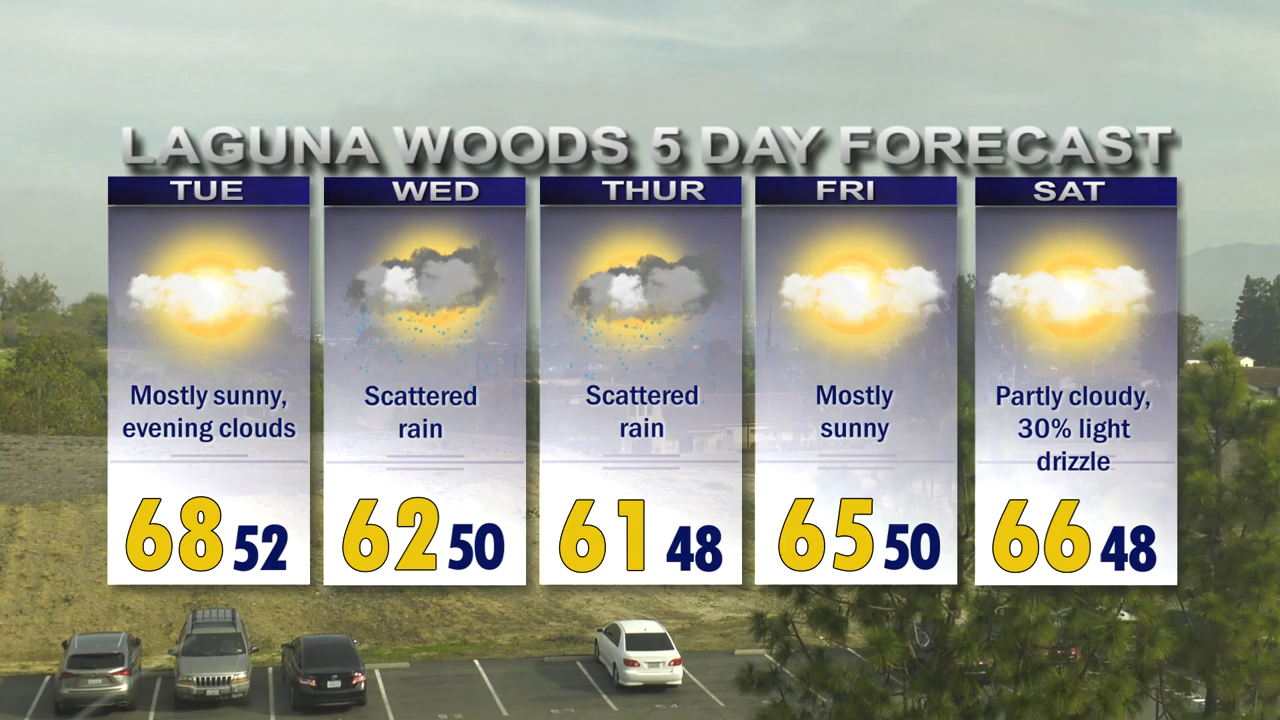 LAGUNA WOODS 5 DAY FORECAST
TUE
Mostly sunny,
evening clouds
68 52
WED
Scattered
rain
62 50
THUR
Scattered
rain
61 48
FRI
Mostly
sunny
65 50
SAT
Partly cloudy,
30% light
drizzle
66 48